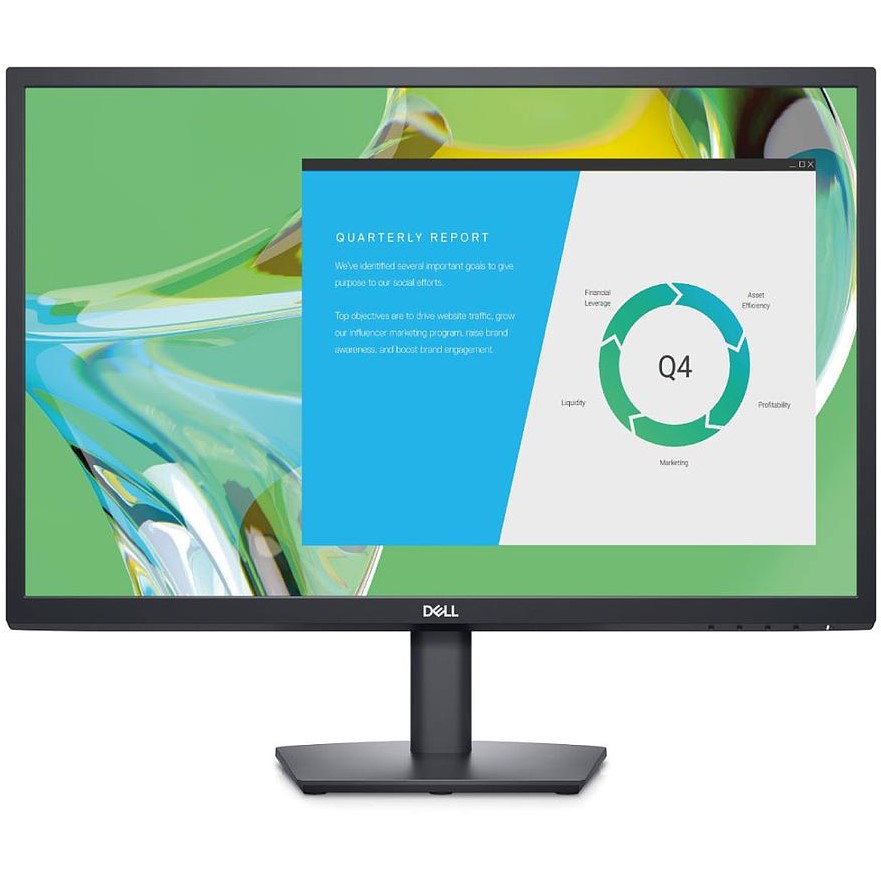 QUARTERLY REPORT
We've identified several important goals to give
purpose to our social efforts.
Top objectives are to drive website traffic, grow
our influencer marketing program, raise brand
awareness, and boost brand engagement.
Financial
Leverage
Asset
Efficiency
Q4
Liquidity
Profitability
Marketing
DELL